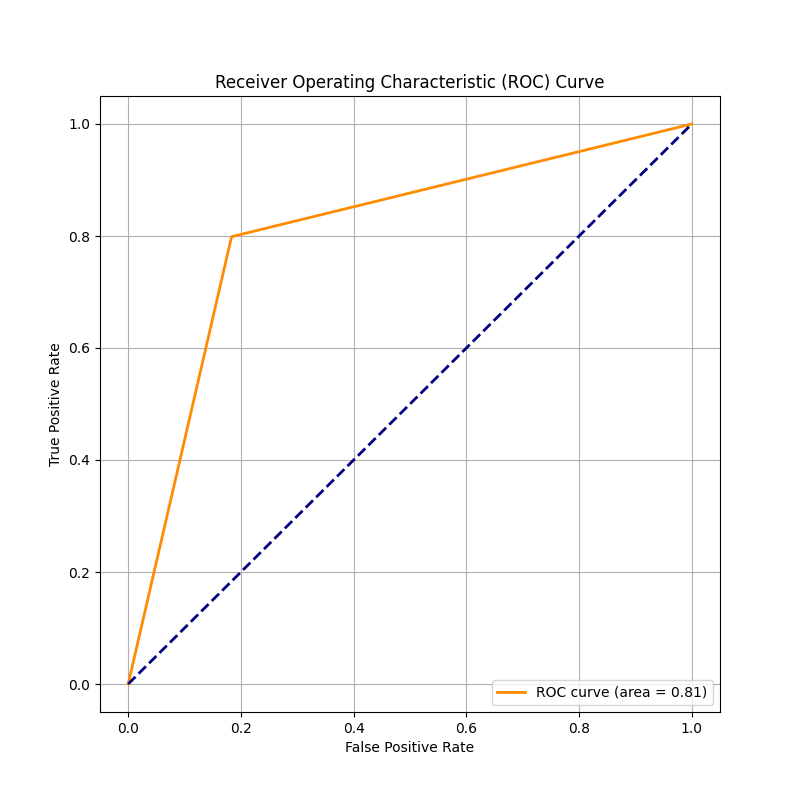 Receiver Operating Characteristic (ROC) Curve
True Positive Rate
1.0
0.8
0.6
0.4
0.2
0.0
ROC curve (area = 0.81)
0.0 0.2 0.4 0.6 0.8 1.0
False Positive Rate